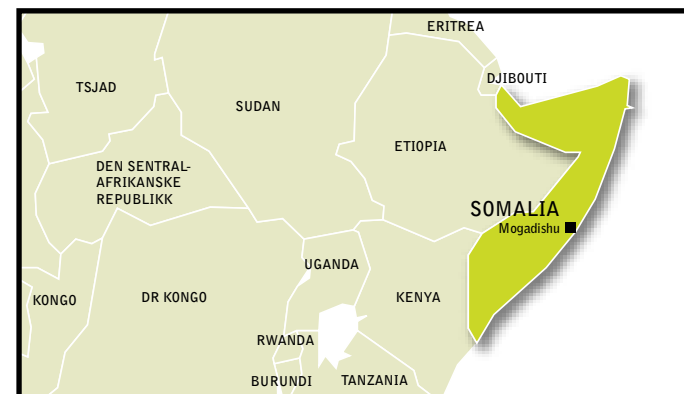 ERITREA
DJIBOUTI
TSJAD
SUDAN
ETIOPIA
DEN SENTRAL-
AFRIKANSKE
REPUBLIKK
SOMALIA
Mogadishu
UGANDA
KONGO
DR KONGO
KENYA
RWANDA
BURUNDI
TANZANIA